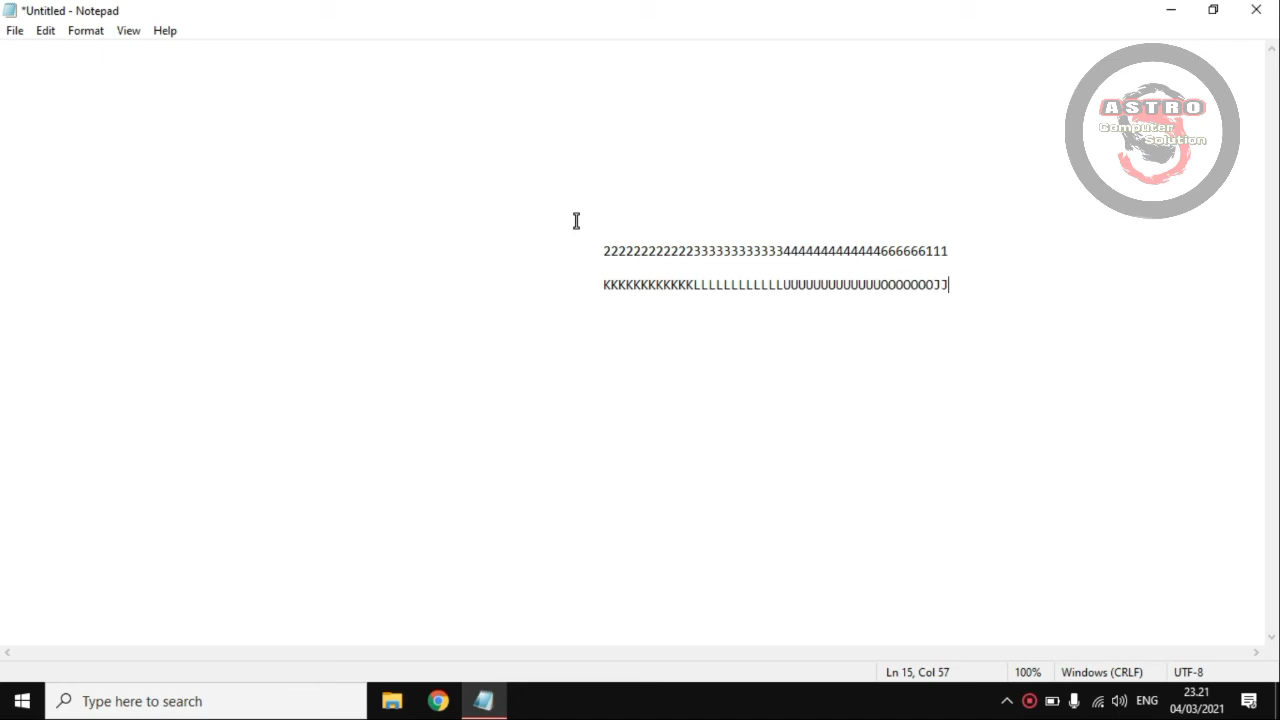 *Untitled - Notepad
File Edit Format View Help
ASTRO
Computer
Solution
2222222222223333333333334444444444444666666111
KKKKKKKKKKKKLLLLLLLLLLLLUUUUUUUUUUUUUOOOOOOOJJ
Ln 15, Col 57 100% Windows (CRLF) UTF-8
Type here to search
ENG
23.21
04/03/2021